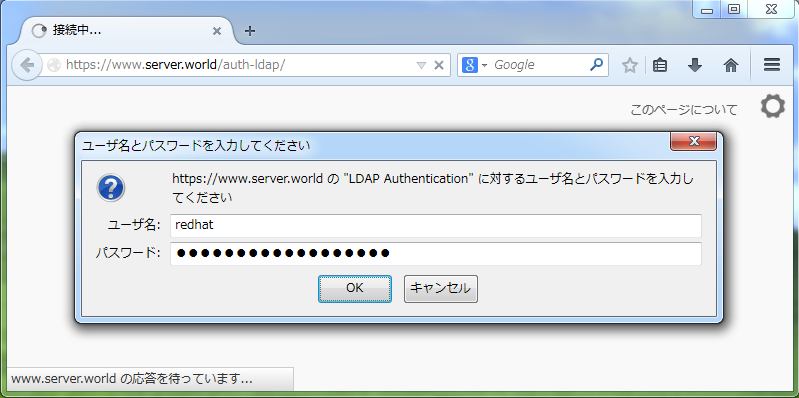 接続中...
https://www.server.world/auth-ldap/
Google
このページについて
ユーザ名とパスワードを入力してください
https://www.server.world の "LDAP Authentication" に対するユーザ名とパスワードを入力し
てください
ユーザ名:
redhat
パスワード:
●●●●●●●●●●●●●●●●●●
OK
キャンセル
www.server.world の応答を待っています...